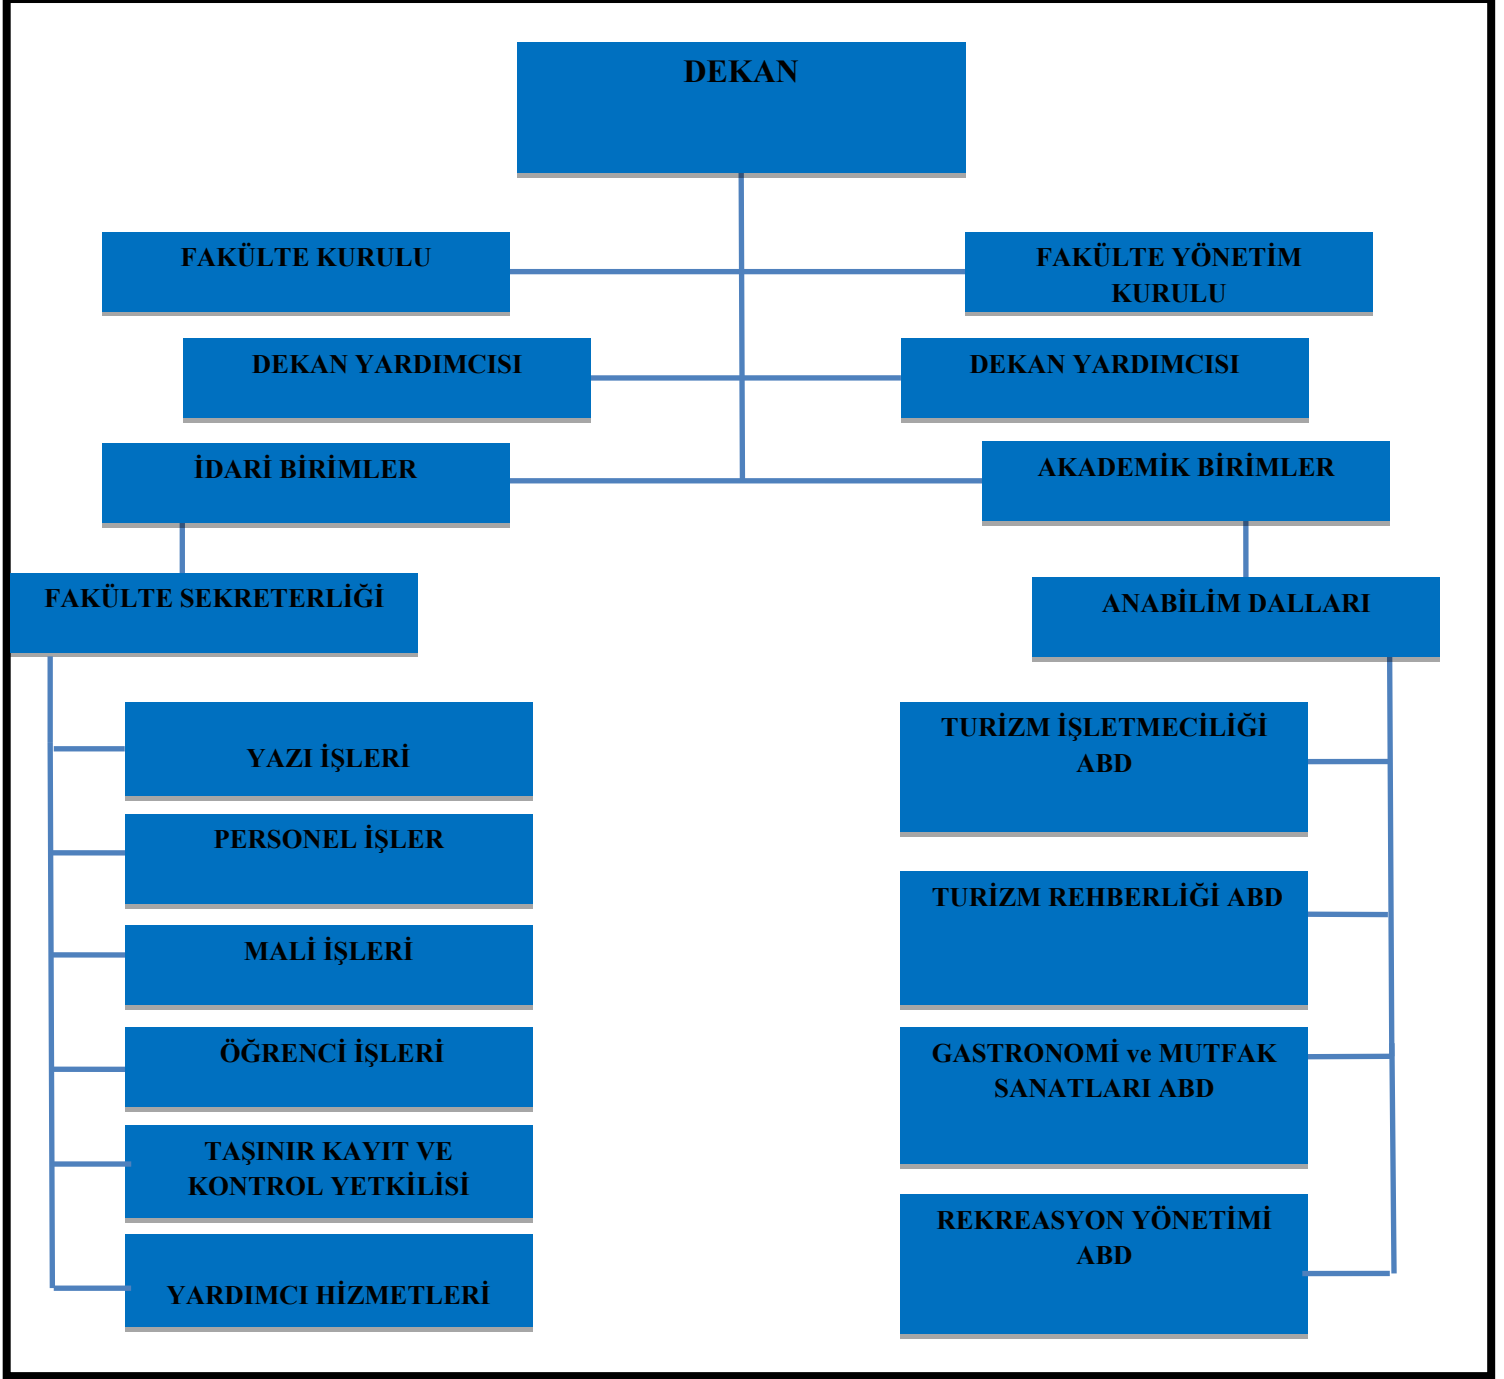 DEKAN
FAKÜLTE KURULU
FAKÜLTE YÖNETİM
KURULU
DEKAN YARDIMCISI
DEKAN YARDIMCISI
İDARİ BİRİMLER
AKADEMİK BİRİMLER
FAKÜLTE SEKRETERLİĞİ
ANABİLİM DALLARI
YAZI İŞLERİ
PERSONEL İŞLER
MALİ İŞLERİ
ÖĞRENCİ İŞLERİ
TAŞINIR KAYIT VE
KONTROL YETKİLİSİ
YARDIMCI HİZMETLERİ
TURİZM İŞLETMECİLİĞİ
ABD
TURİZM REHBERLİĞİ ABD
GASTRONOMİ ve MUTFAK
SANATLARI ABD
REKREASYON YÖNETİMİ
ABD